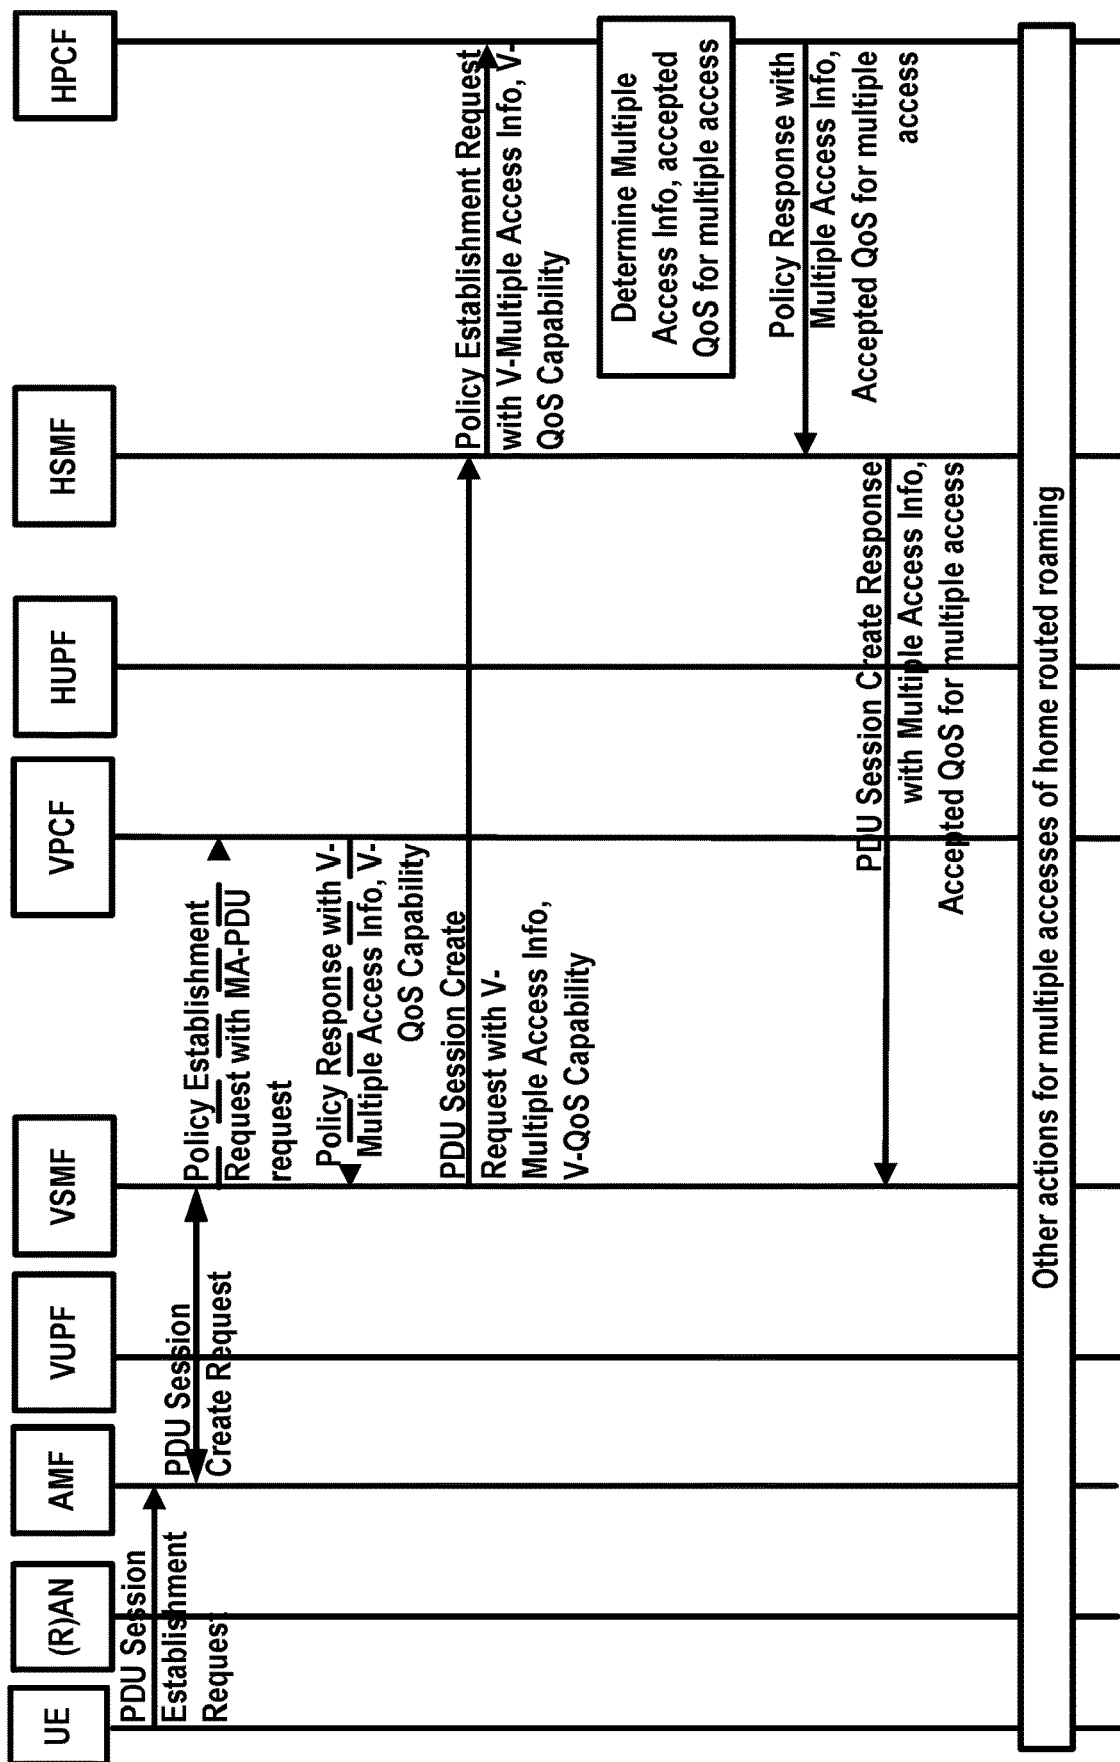 UE
(R)AN
AMF
VUPF
VSMF
VPCF
HUPF
HSMF
HPCF
PDU Session
Establishment
Request
PDU Session
Create Request
Policy Establishment
Request with MA-PDU
request
Policy Response with V-
Multiple Access Info, V-
QoS Capability
PDU Session Create
Request with V-
Multiple Access Info,
V-QoS Capability
Policy Establishment Request
with V-Multiple Access Info, V-
QoS Capability
Determine Multiple
Access Info, accepted
QoS for multiple access
Policy Response with
Multiple Access Info,
Accepted QoS for multiple
access
PDU Session Create Response
with Multiple Access Info,
Accepted QoS for multiple access
Other actions for multiple accesses of home routed roaming